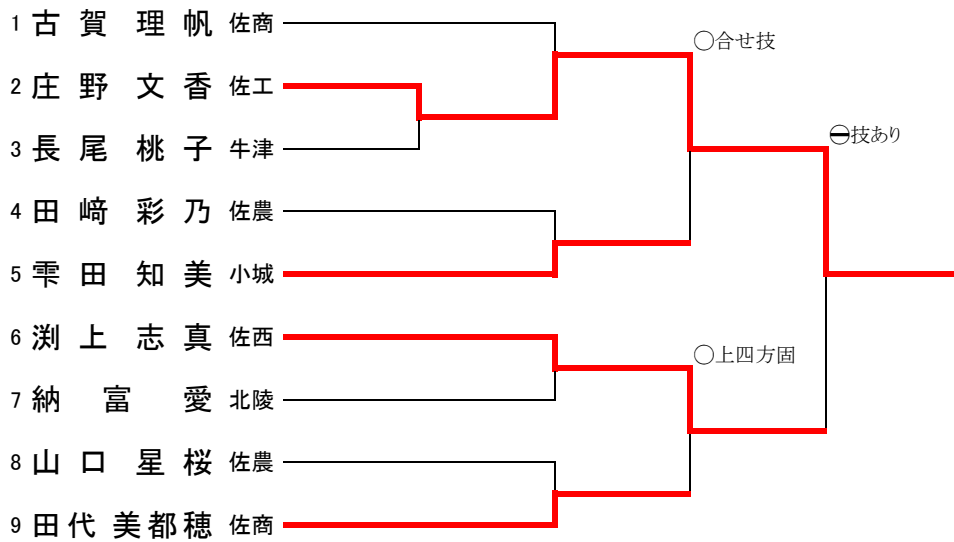 1 古賀 理帆 佐商
○合せ技
2 庄野 文香 佐工
⊖技あり
3 長尾 桃子 牛津
4 田﨑 彩乃 佐農
5 雫田 知美 小城
6 渕上 志真 佐西
○上四方固
7 納富 愛 北陵
8 山口 星桜 佐農
9 田代 美都穂 佐商